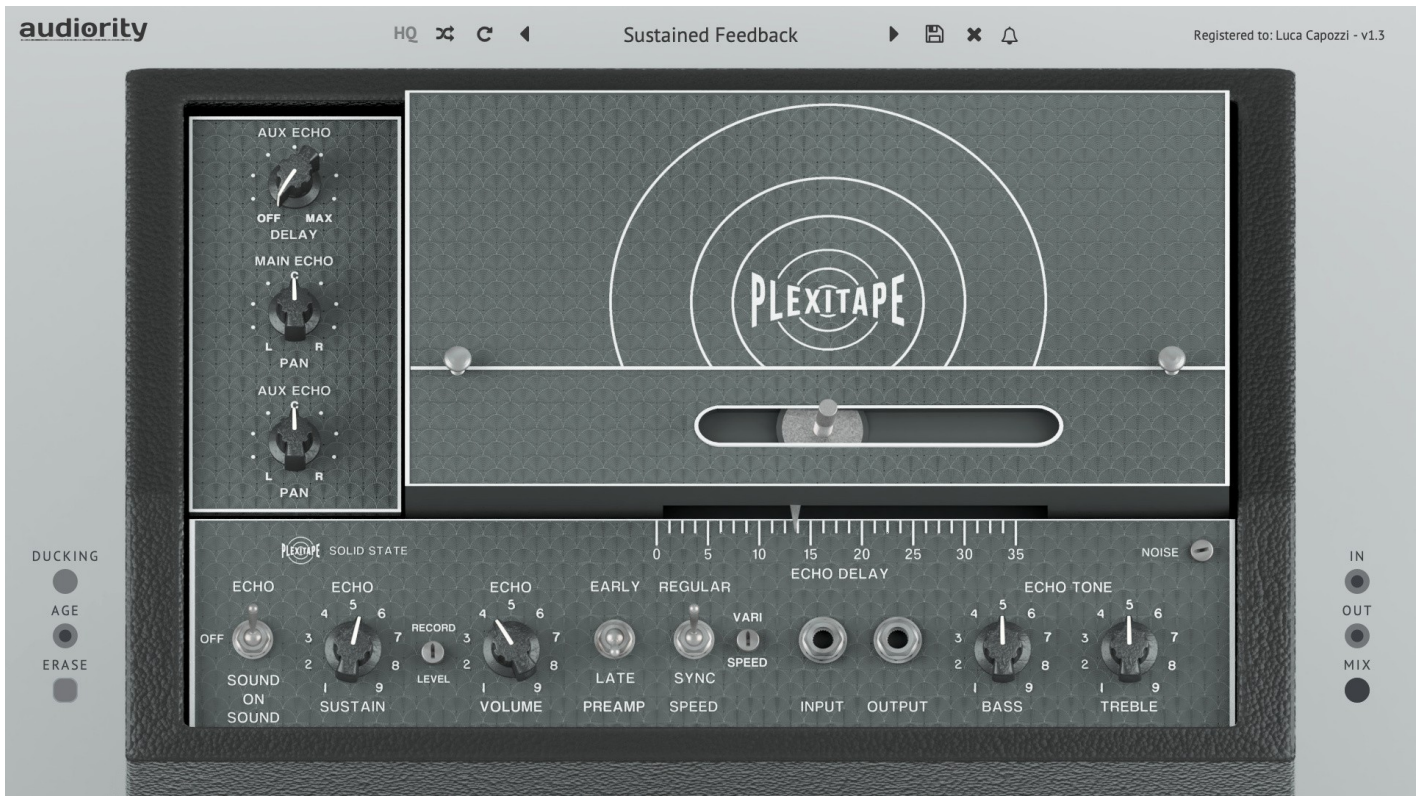 audiority
HQ
Sustained Feedback
Registered to: Luca Capozzi - v1.3
AUX ECHO
OFF MAX
DELAY
MAIN ECHO
C
L R
PAN
AUX ECHO
C
L R
PAN
PLEXITAPE
PLEXITAPE SOLID STATE
0 5 10 15 20 25 30 35
ECHO DELAY
NOISE
DUCKING
AGE
ERASE
ECHO
OFF
SOUND
ON
SOUND
ECHO
1 2 3 4 5 6 7 8 9
SUSTAIN
RECORD
LEVEL
ECHO
1 2 3 4 5 6 7 8 9
VOLUME
EARLY
LATE
PREAMP
REGULAR
SYNC
SPEED
VARI
SPEED
INPUT
OUTPUT
ECHO TONE
1 2 3 4 5 6 7 8 9
BASS
1 2 3 4 5 6 7 8 9
TREBLE
IN
OUT
MIX